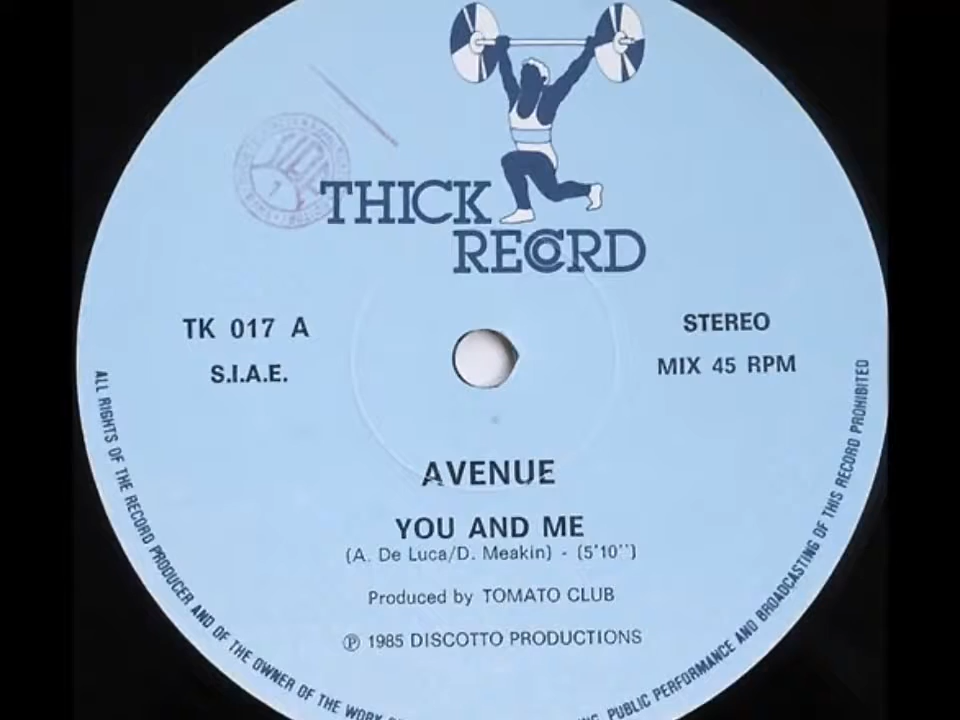 THICK
RECORD
TK 017 A
S.I.A.E.
STEREO
MIX 45 RPM
AVENUE
YOU AND ME
(A. De Luca/D. Meakin) - (5'10'')
Produced by TOMATO CLUB
Ⓟ 1985 DISCOTTO PRODUCTIONS
ALL RIGHTS OF THE RECORD PRODUCER AND OF THE OWNER OF THE WORK
PUBLIC PERFORMANCE AND BROADCASTING OF THIS RECORD PROHIBITED